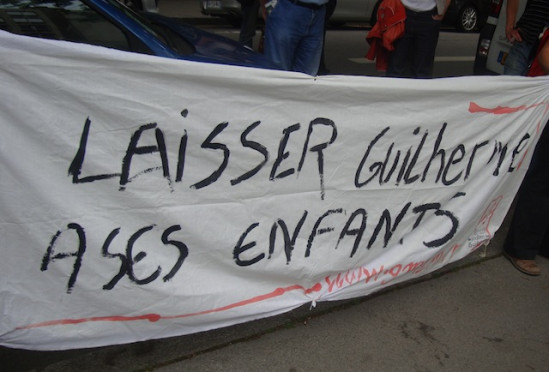 LAiSSER Guilherme
A SES ENFANTS